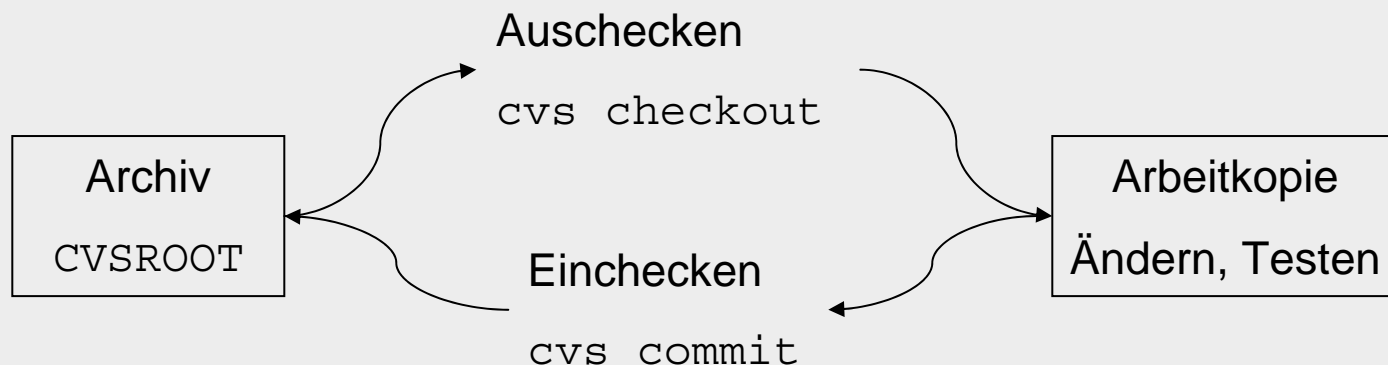 Auschecken
cvs checkout
Archiv
CVSROOT
Arbeitkopie
Ändern, Testen
Einchecken
cvs commit